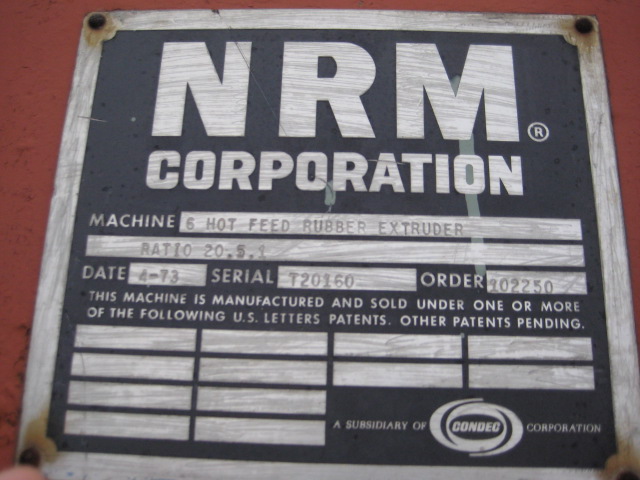 NRM®
CORPORATION
MACHINE 6 HOT FEED RUBBER EXTRUDER
RATIO 20.5.1
DATE 4-73 SERIAL T20160 ORDER 102250
THIS MACHINE IS MANUFACTURED AND SOLD UNDER ONE OR MORE
OF THE FOLLOWING U.S. LETTERS PATENTS. OTHER PATENTS PENDING.
A SUBSIDIARY OF CONDEC CORPORATION